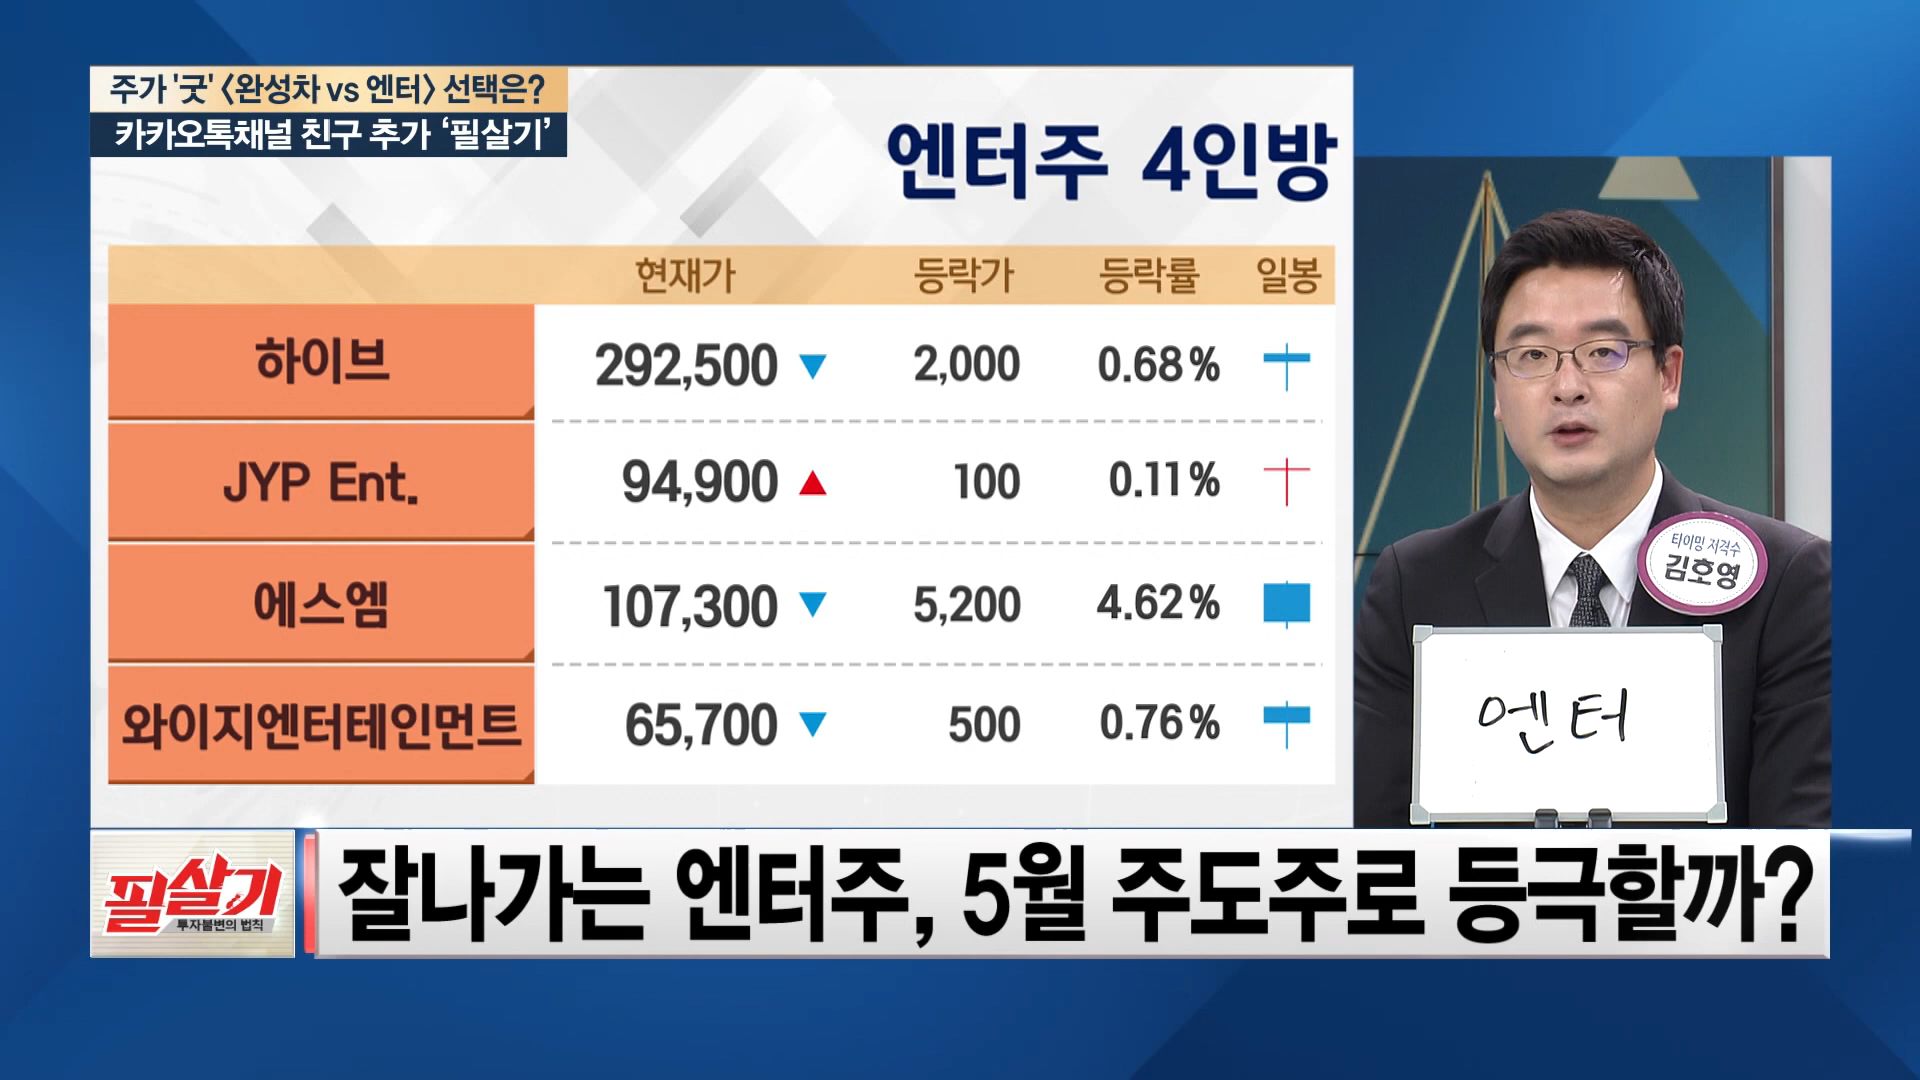 주가 '굿' <완성차 vs 엔터> 선택은?
카카오톡채널 친구 추가 ‘필살기’
엔터주 4인방
현재가 등락가 등락률 일봉
하이브 292,500 ▼ 2,000 0.68%
JYP Ent. 94,900 ▲ 100 0.11%
에스엠 107,300 ▼ 5,200 4.62%
와이지엔터테인먼트 65,700 ▼ 500 0.76%
타이밍 저격수
김호영
엔터
필살기
투자불변의 법칙
잘나가는 엔터주, 5월 주도주로 등극할까?